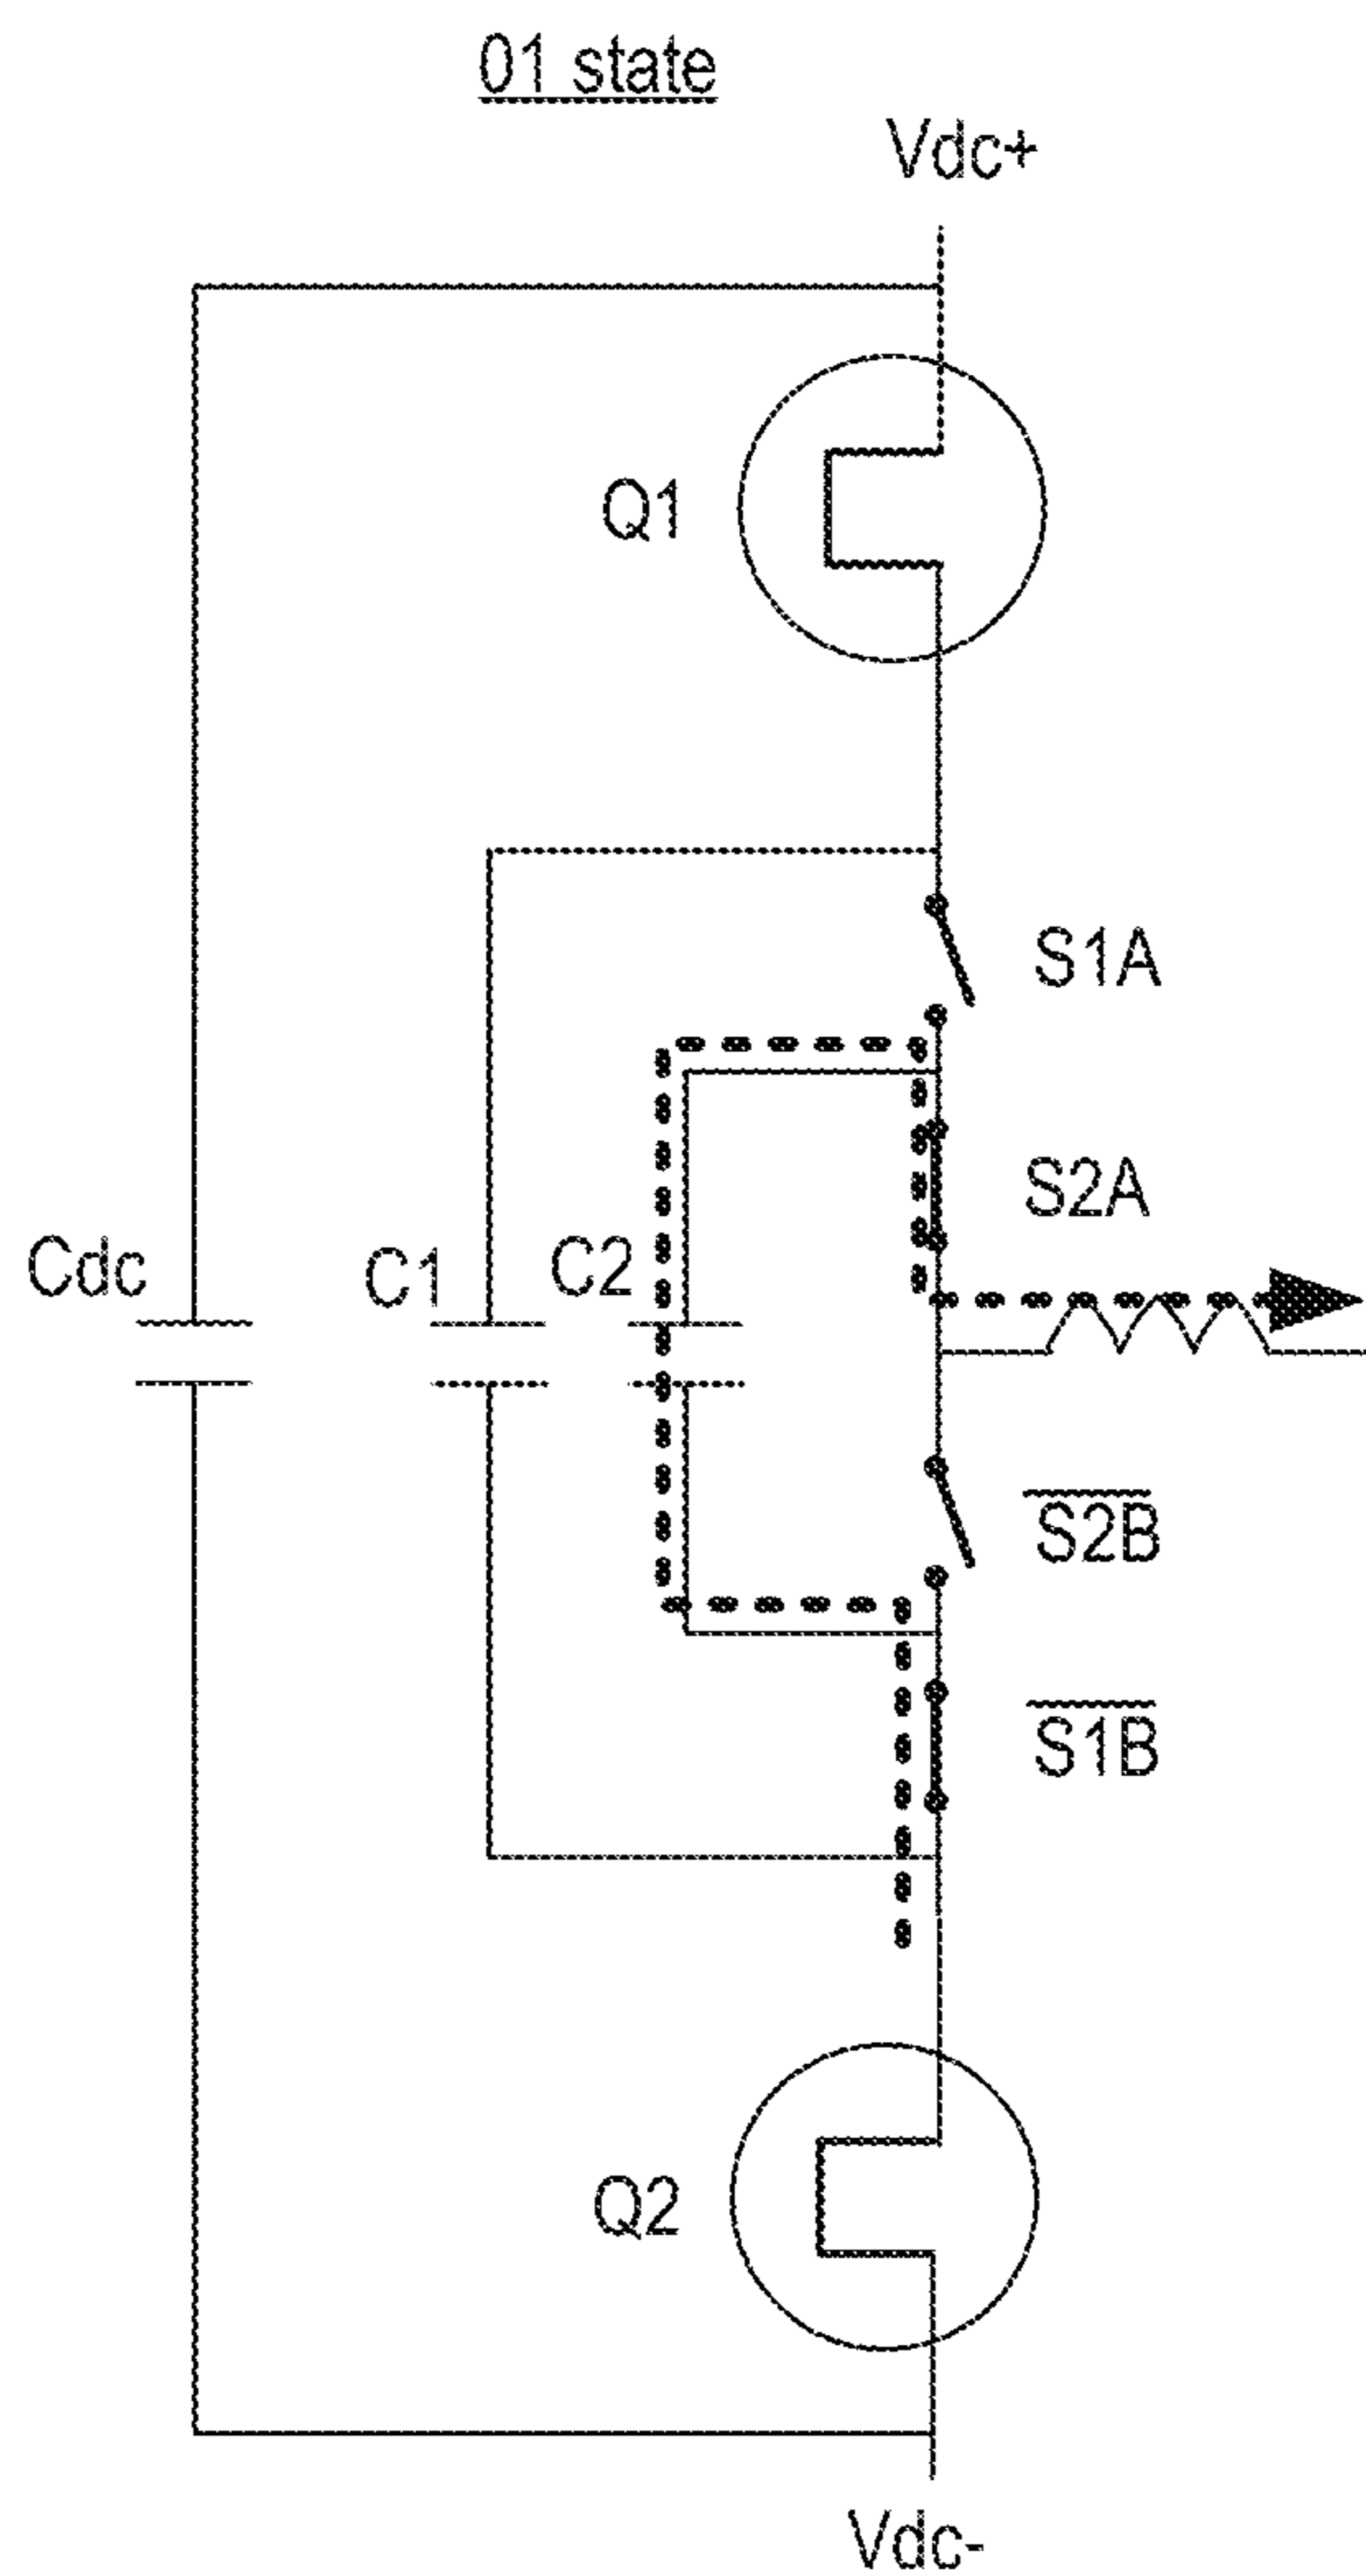 01 state
Vdc+
Q1
S1A
S2A
Cdc
C1
C2
S2B
S1B
Q2
Vdc-